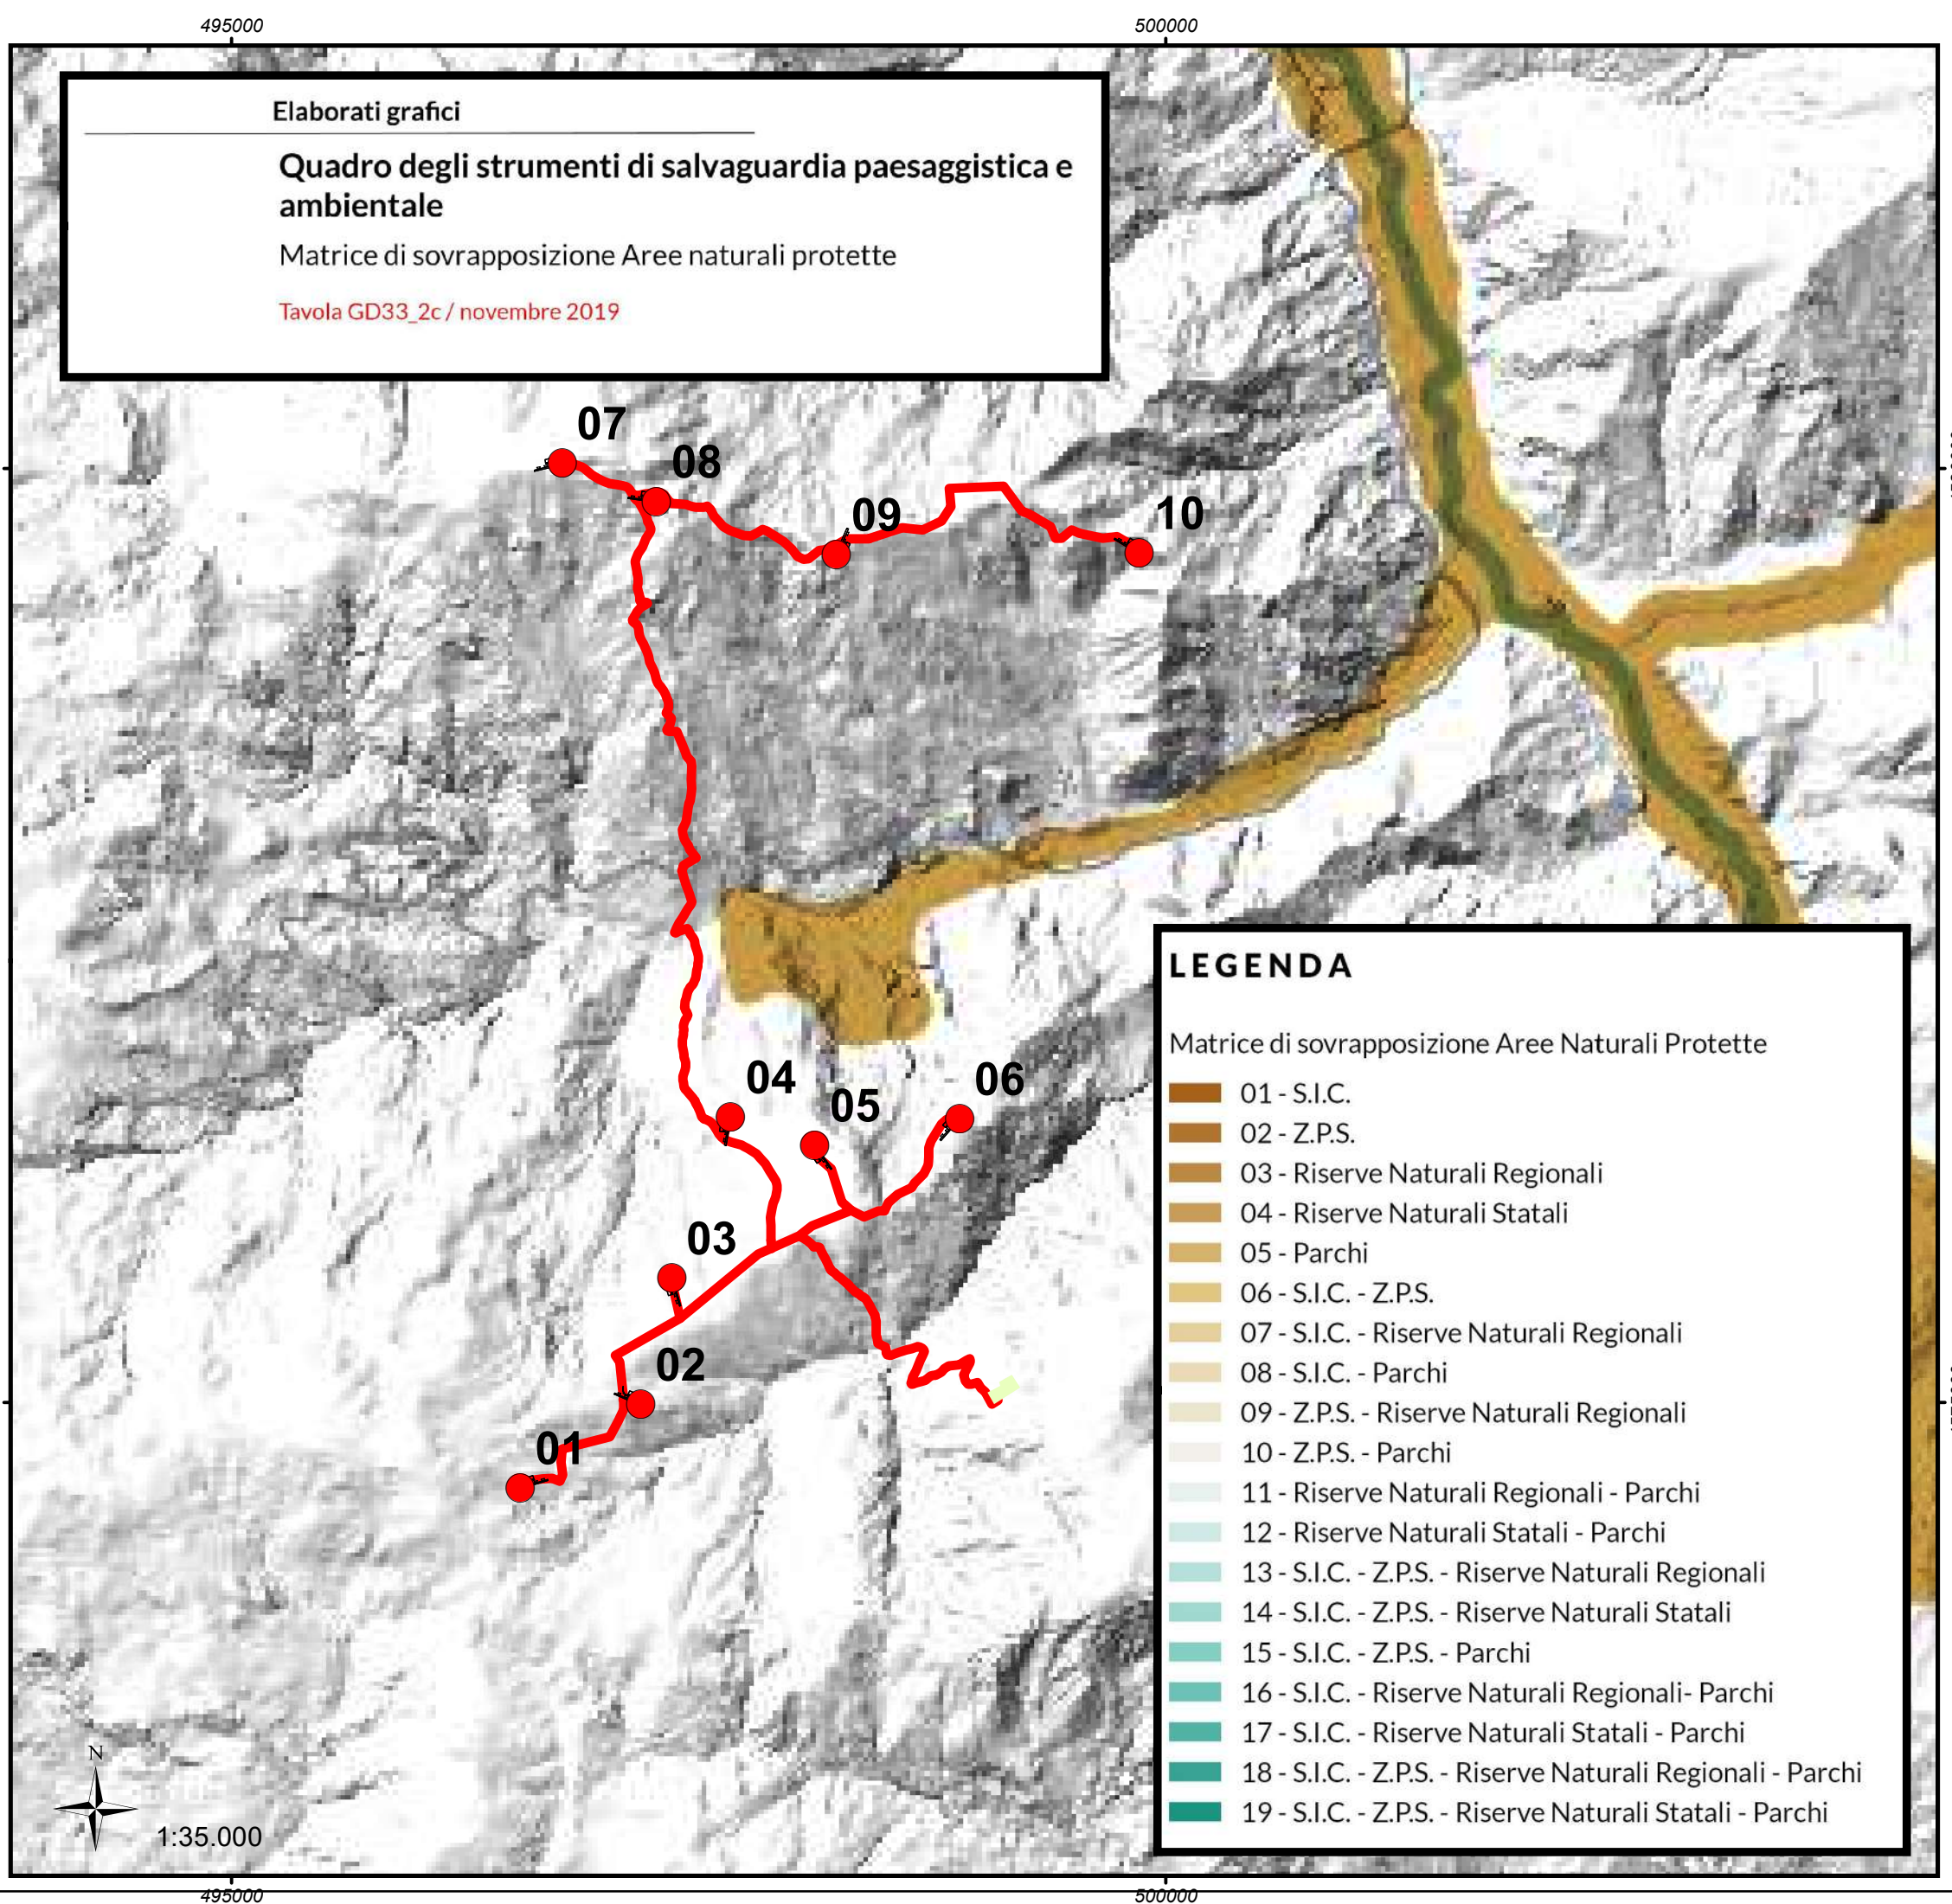 495000
500000
Elaborati grafici
Quadro degli strumenti di salvaguardia paesaggistica e
ambientale
Matrice di sovrapposizione Aree naturali protette
Tavola GD33_2c / novembre 2019
07
08
09
10
04
05
06
03
02
01
LEGENDA
Matrice di sovrapposizione Aree Naturali Protette
01 - S.I.C.
02 - Z.P.S.
03 - Riserve Naturali Regionali
04 - Riserve Naturali Statali
05 - Parchi
06 - S.I.C. - Z.P.S.
07 - S.I.C. - Riserve Naturali Regionali
08 - S.I.C. - Parchi
09 - Z.P.S. - Riserve Naturali Regionali
10 - Z.P.S. - Parchi
11 - Riserve Naturali Regionali - Parchi
12 - Riserve Naturali Statali - Parchi
13 - S.I.C. - Z.P.S. - Riserve Naturali Regionali
14 - S.I.C. - Z.P.S. - Riserve Naturali Statali
15 - S.I.C. - Z.P.S. - Parchi
16 - S.I.C. - Riserve Naturali Regionali- Parchi
17 - S.I.C. - Riserve Naturali Statali - Parchi
18 - S.I.C. - Z.P.S. - Riserve Naturali Regionali - Parchi
19 - S.I.C. - Z.P.S. - Riserve Naturali Statali - Parchi
N
1:35.000
495000
500000